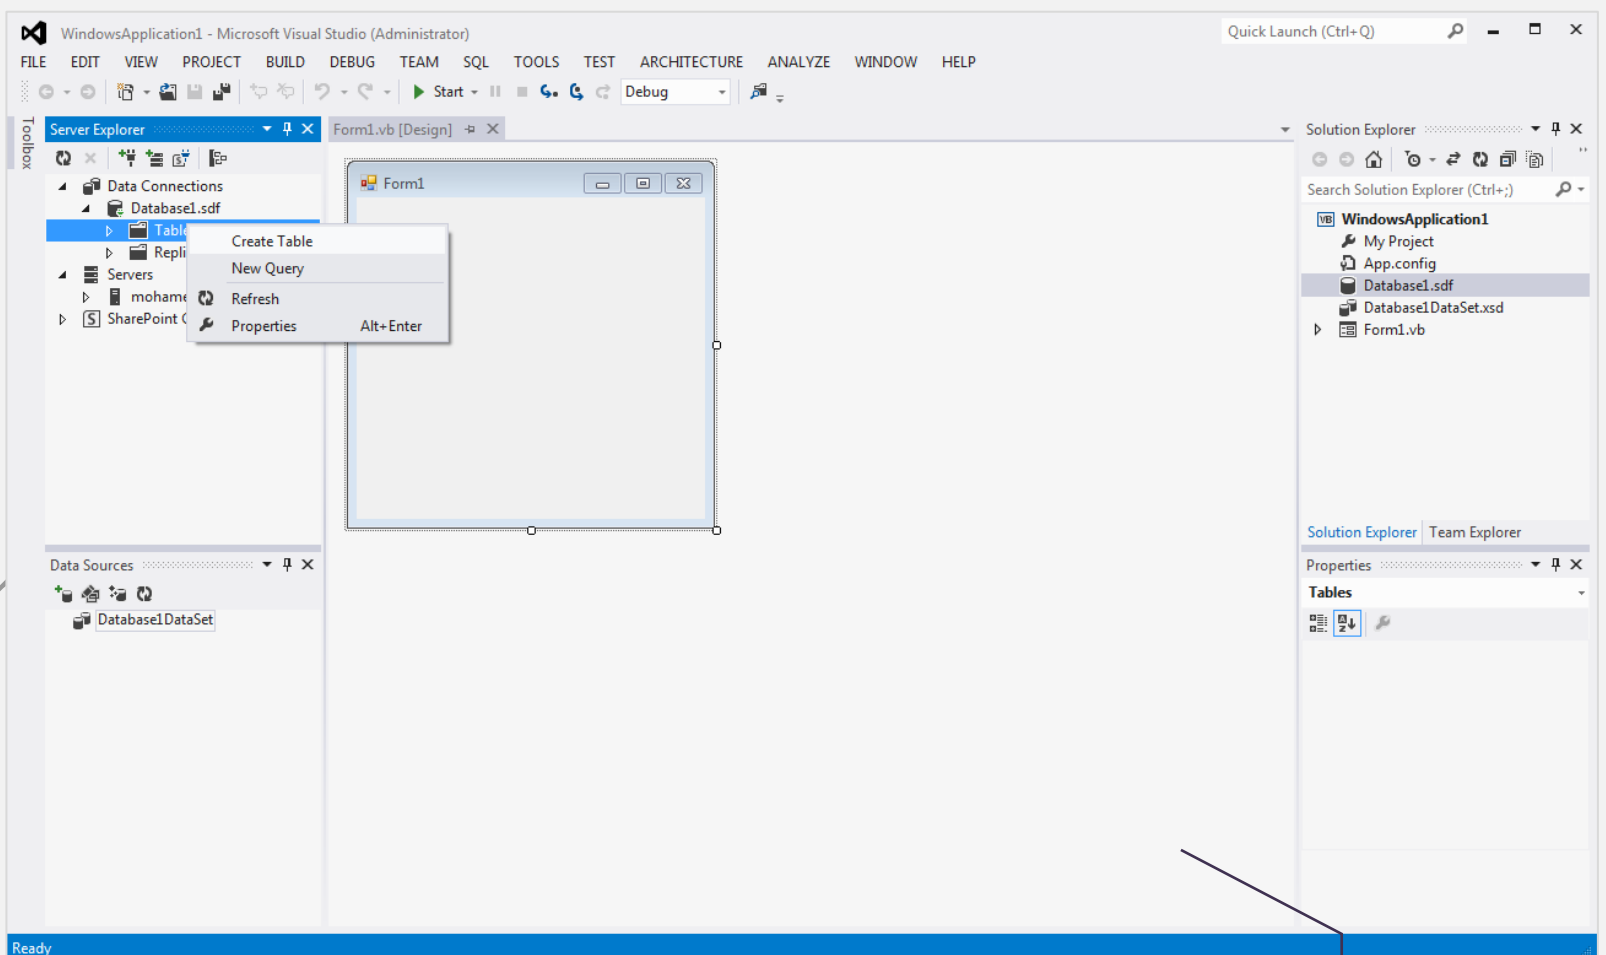 WindowsApplication1 - Microsoft Visual Studio (Administrator)
Quick Launch (Ctrl+Q)
FILE EDIT VIEW PROJECT BUILD DEBUG TEAM SQL TOOLS TEST ARCHITECTURE ANALYZE WINDOW HELP
Start Debug
Toolbox
Server Explorer
Data Connections
Database1.sdf
Table
Repli
Servers
mohame
SharePoint C
Create Table
New Query
Refresh
Properties Alt+Enter
Form1.vb [Design]
Form1
Data Sources
Database1DataSet
Solution Explorer
Search Solution Explorer (Ctrl+;)
VB WindowsApplication1
My Project
App.config
Database1.sdf
Database1DataSet.xsd
Form1.vb
Solution Explorer Team Explorer
Properties
Tables
Ready